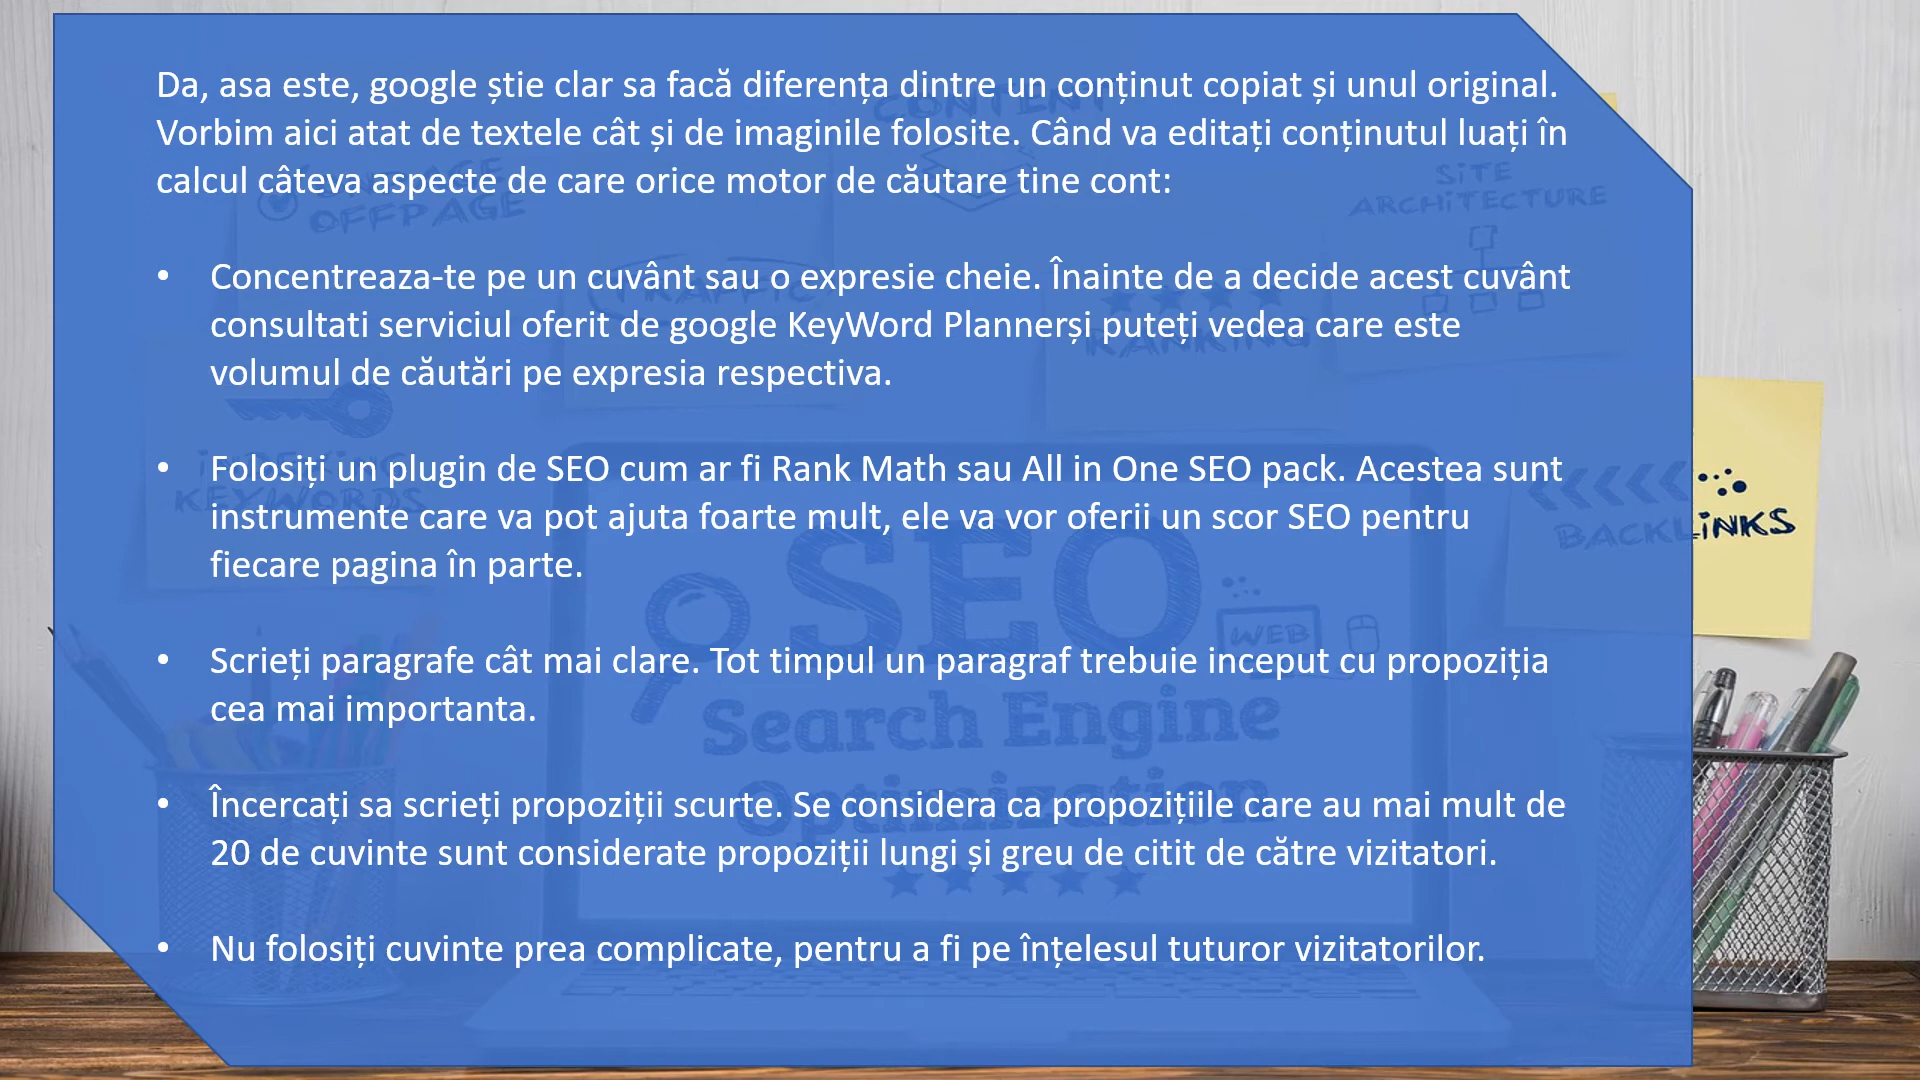 Da, asa este, google știe clar sa facă diferența dintre un conținut copiat și unul original.
Vorbim aici atat de textele cât și de imaginile folosite. Când va editați conținutul luați în
calcul câteva aspecte de care orice motor de căutare tine cont:
• Concentreaza-te pe un cuvânt sau o expresie cheie. Înainte de a decide acest cuvânt
consultati serviciul oferit de google KeyWord Plannerși puteți vedea care este
volumul de căutări pe expresia respectiva.
• Folosiți un plugin de SEO cum ar fi Rank Math sau All in One SEO pack. Acestea sunt
instrumente care va pot ajuta foarte mult, ele va vor oferii un scor SEO pentru
fiecare pagina în parte.
• Scrieți paragrafe cât mai clare. Tot timpul un paragraf trebuie inceput cu propoziția
cea mai importanta.
• Încercați sa scrieți propoziții scurte. Se considera ca propozițiile care au mai mult de
20 de cuvinte sunt considerate propoziții lungi și greu de citit de către vizitatori.
• Nu folosiți cuvinte prea complicate, pentru a fi pe înțelesul tuturor vizitatorilor.
CONTENT
OFFPAGE
SiTE
ARCHiTECTURE
TRAFFIC
RANKING
iNDEXING
KEYWORDS
BACKLiNKS
SEO
WEB
Search Engine
Optimization